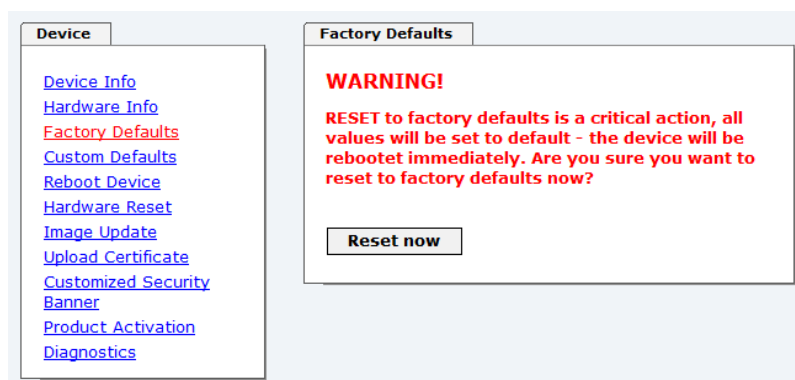 Device
Device Info
Hardware Info
Factory Defaults
Custom Defaults
Reboot Device
Hardware Reset
Image Update
Upload Certificate
Customized Security
Banner
Product Activation
Diagnostics
Factory Defaults
WARNING!
RESET to factory defaults is a critical action, all
values will be set to default - the device will be
rebootet immediately. Are you sure you want to
reset to factory defaults now?
Reset now